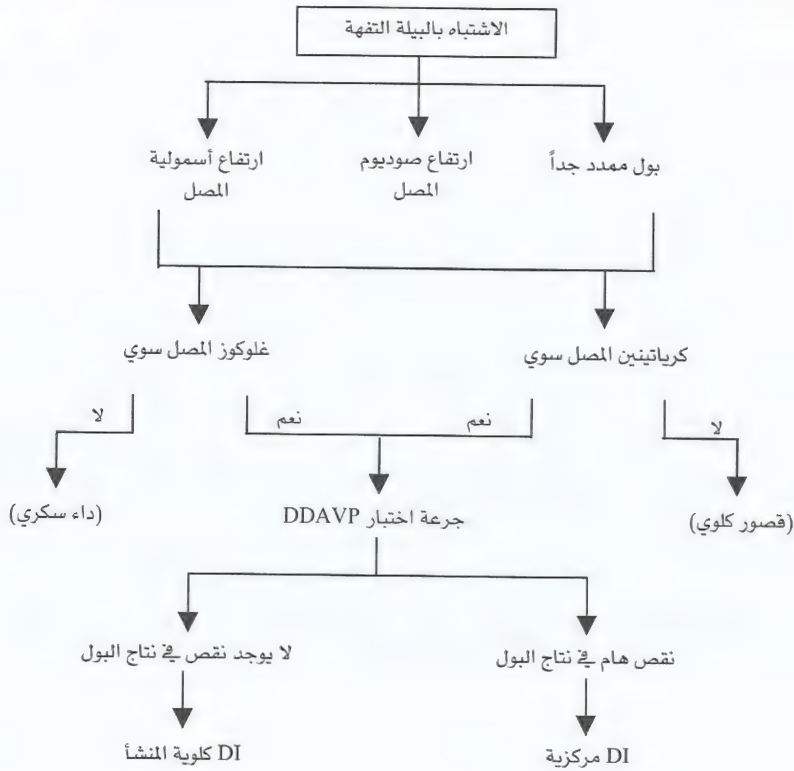 الاشتباه بالبيلة التفهة
بول ممدد جداً
ارتفاع صوديوم
المصل
ارتفاع أسمولية
المصل
كرياتينين المصل سوي
غلوكوز المصل سوي
لا
نعم
نعم
لا
(قصور كلوي)
جرعة اختبار DDAVP
(داء سكري)
نقص هام في نتاج البول
لا يوجد نقص في نتاج البول
DI مركزية
DI كلوية المنشأ